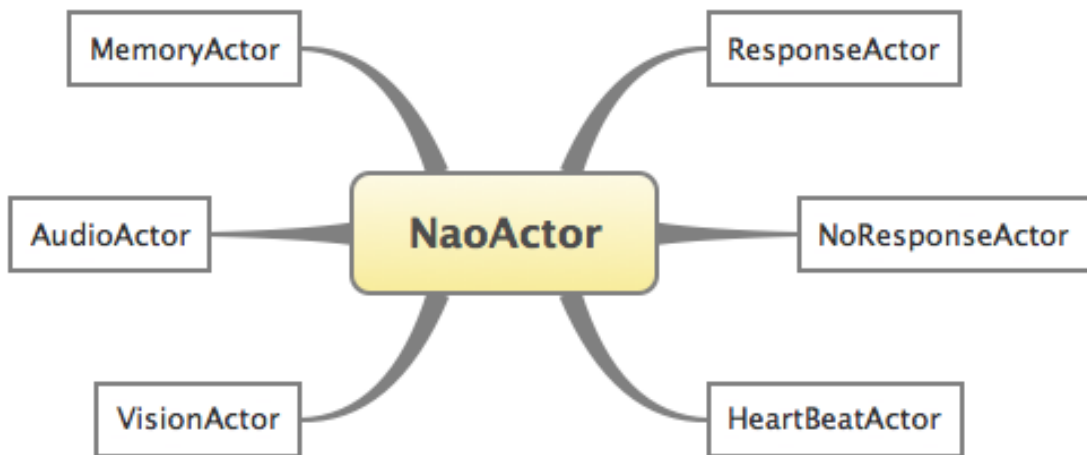 MemoryActor
ResponseActor
AudioActor
NaoActor
NoResponseActor
VisionActor
HeartBeatActor